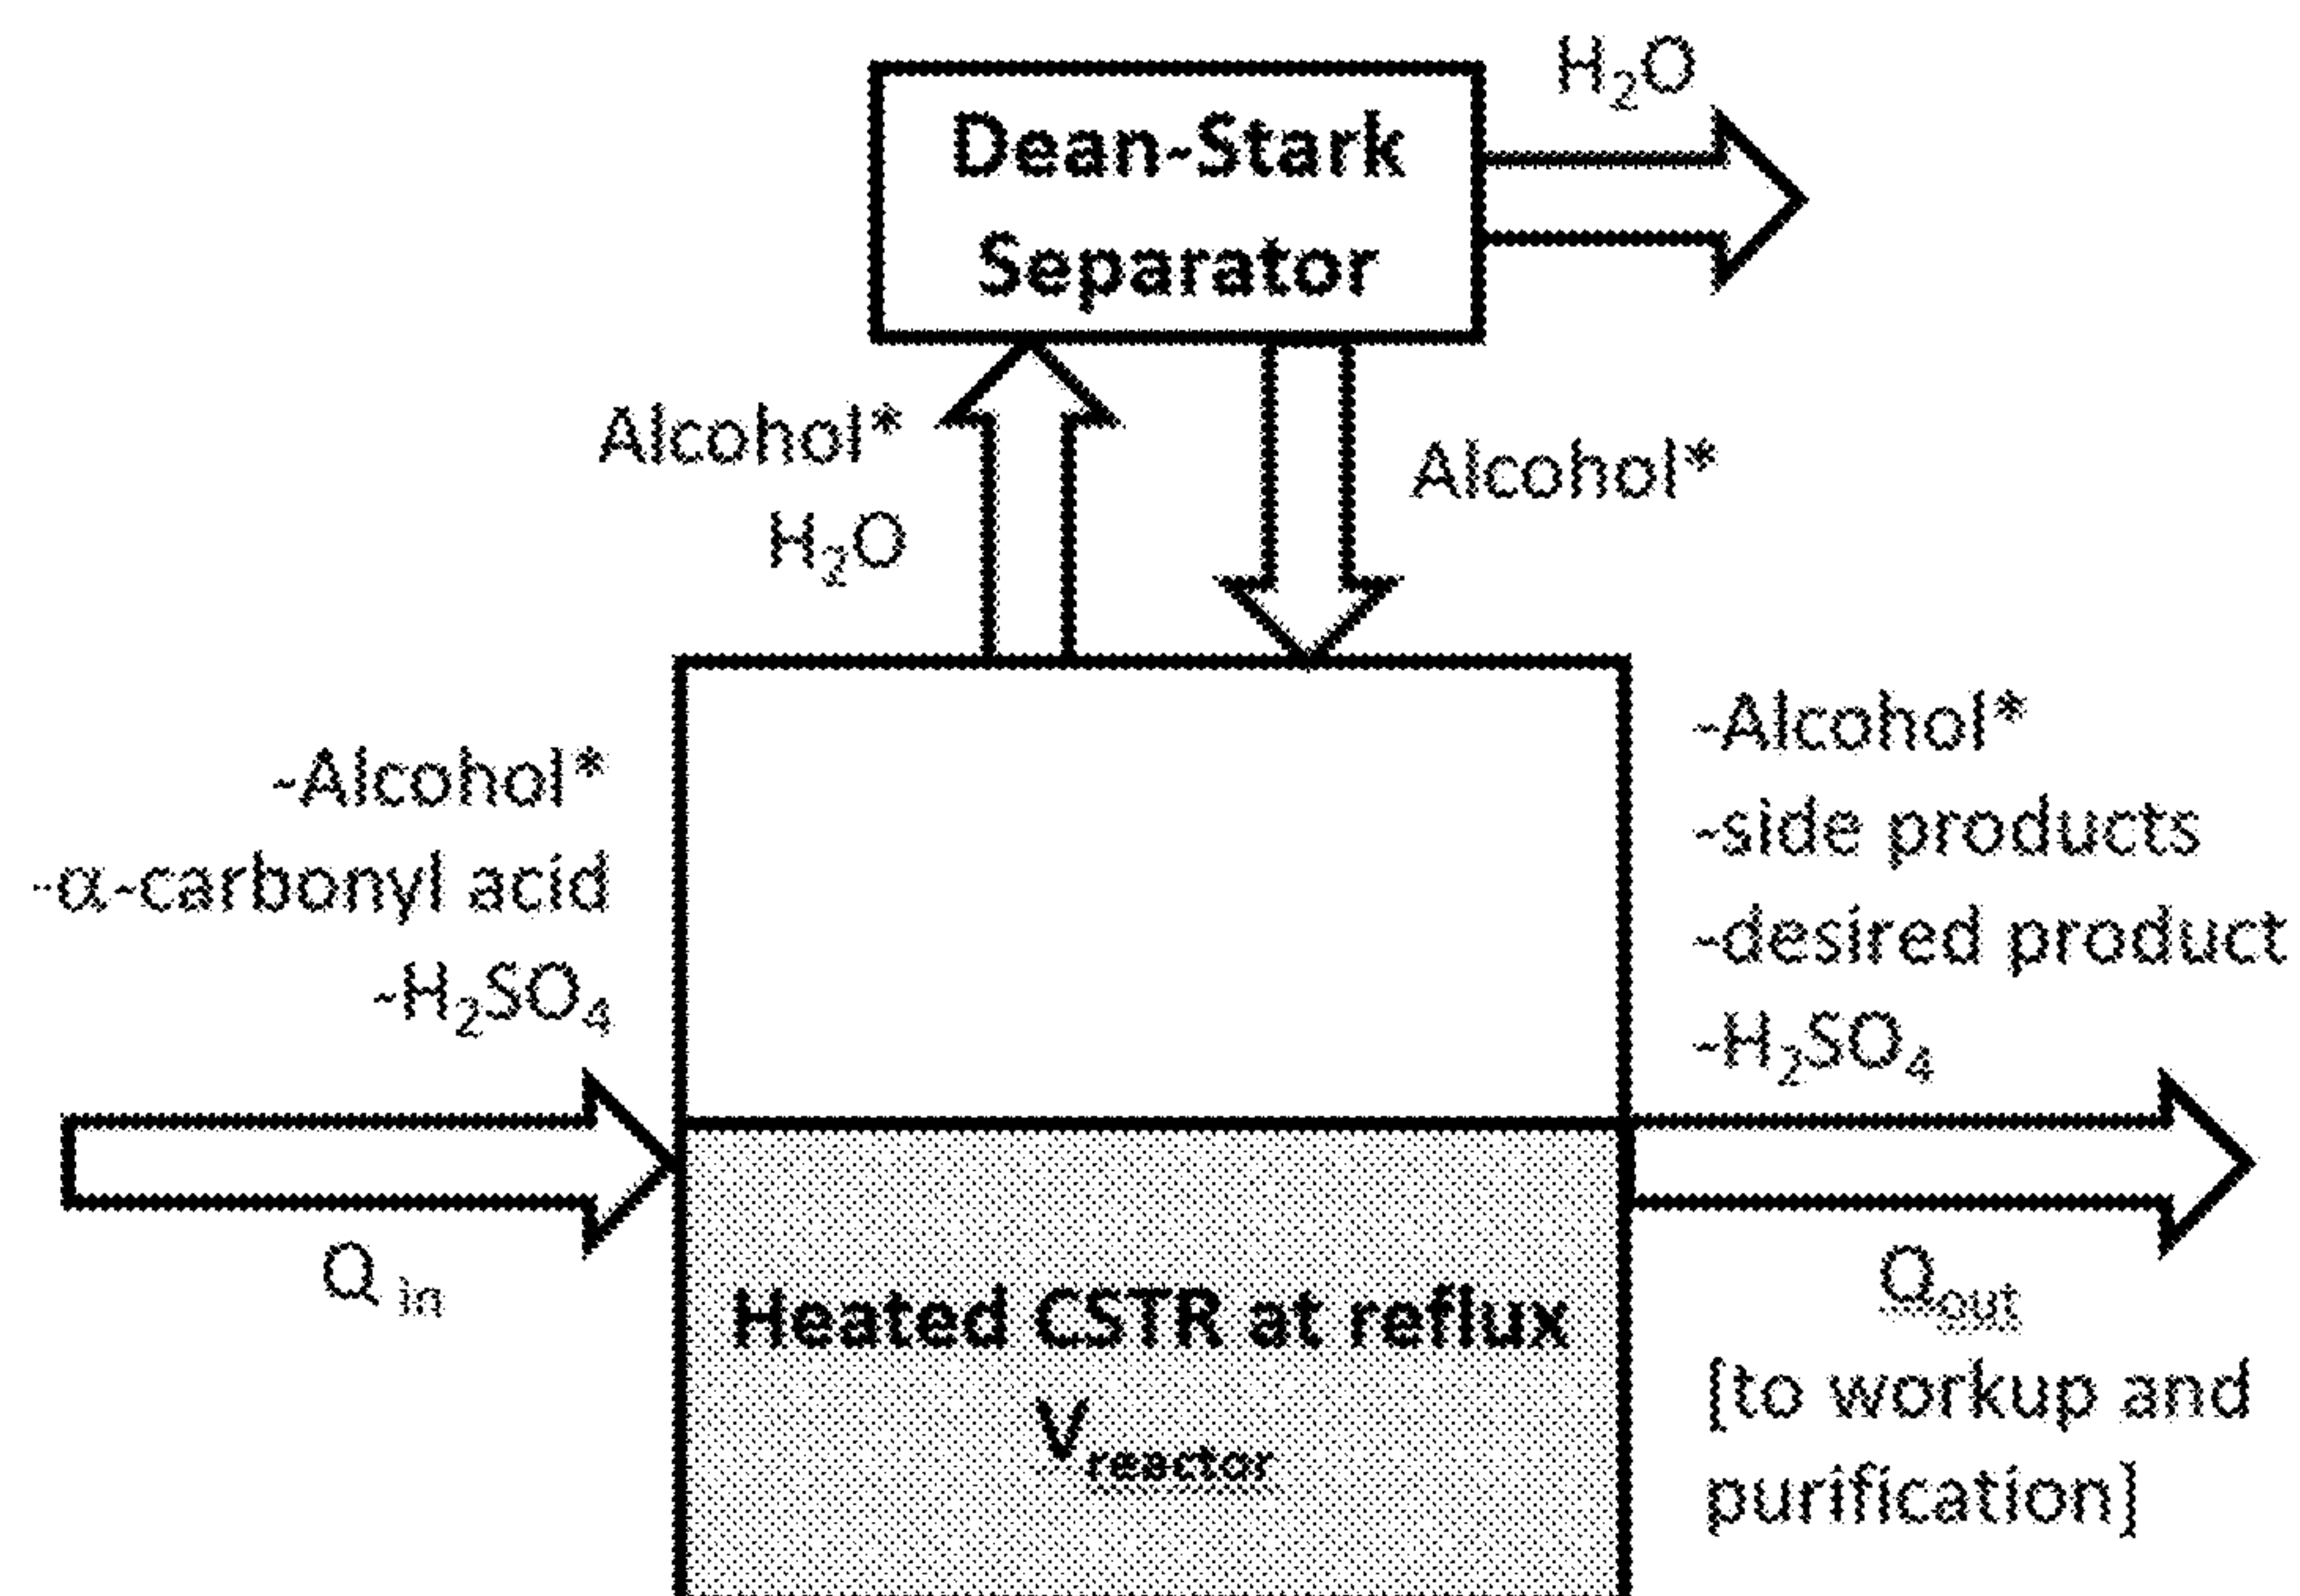 H₂O
Dean-Stark
Separator
Alcohol*
H₂O
Alcohol*
-Alcohol*
-α-carbonyl acid
-H₂SO₄
-Alcohol*
-side products
-desired product
-H₂SO₄
Q in
Heated CSTR at reflux
Vreactor
Qout
[to workup and
purification]